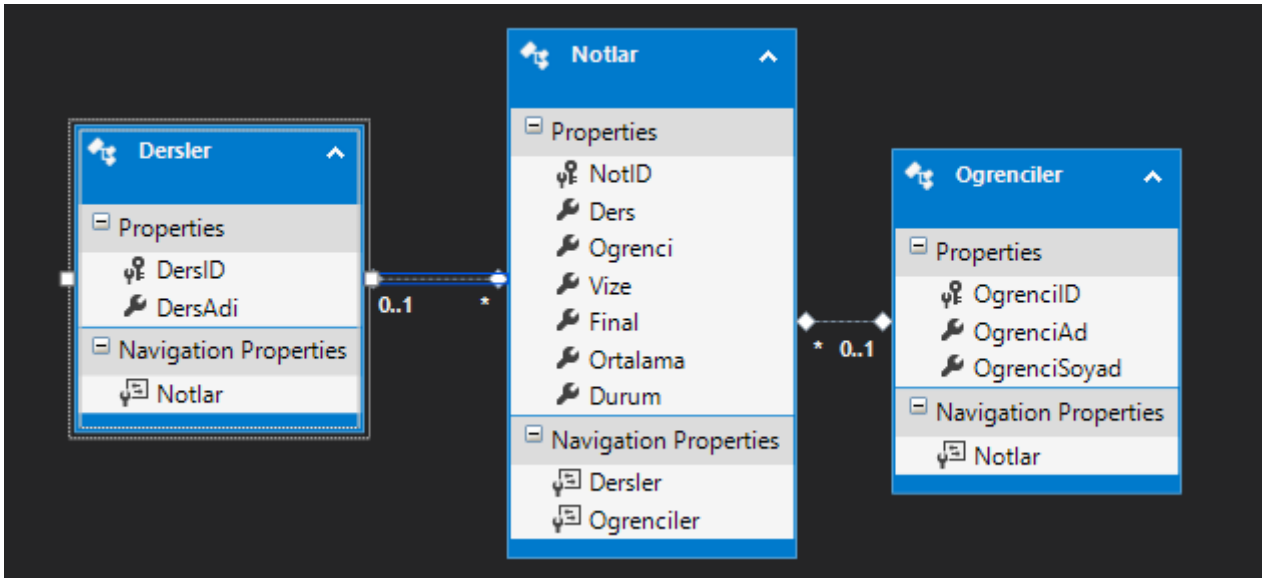 Dersler
Properties
DersID
DersAdi
Navigation Properties
Notlar
0..1
*
Notlar
Properties
NotID
Ders
Ogrenci
Vize
Final
Ortalama
Durum
Navigation Properties
Dersler
Ogrenciler
* 0..1
Ogrenciler
Properties
OgrenciID
OgrenciAd
OgrenciSoyad
Navigation Properties
Notlar